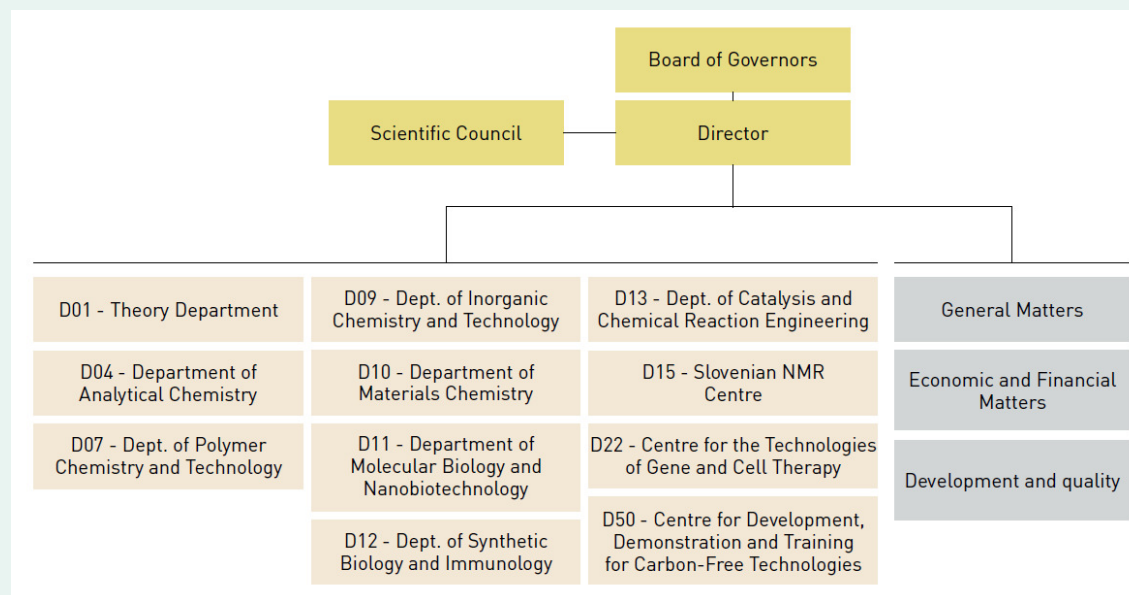 Board of Governors
Scientific Council
Director
D01 - Theory Department
D04 - Department of
Analytical Chemistry
D07 - Dept. of Polymer
Chemistry and Technology
D09 - Dept. of Inorganic
Chemistry and Technology
D10 - Department of
Materials Chemistry
D11 - Department of
Molecular Biology and
Nanobiotechnology
D12 - Dept. of Synthetic
Biology and Immunology
D13 - Dept. of Catalysis and
Chemical Reaction Engineering
D15 - Slovenian NMR
Centre
D22 - Centre for the Technologies
of Gene and Cell Therapy
D50 - Centre for Development,
Demonstration and Training
for Carbon-Free Technologies
General Matters
Economic and Financial
Matters
Development and quality